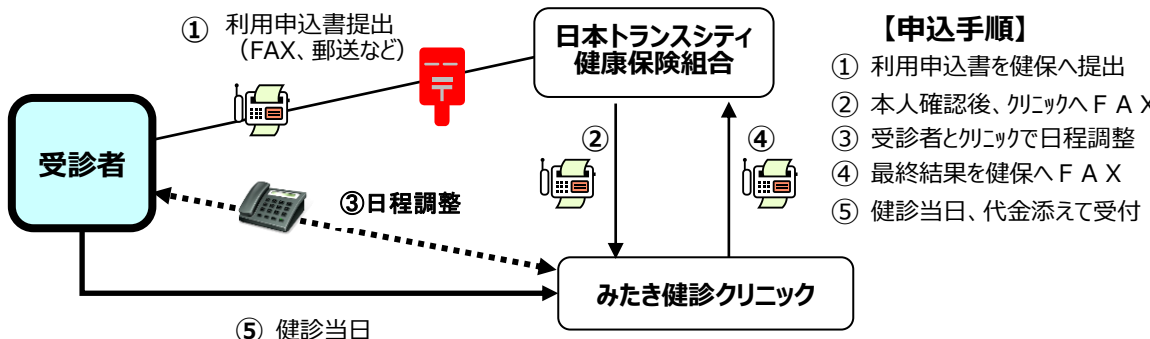 ① 利用申込書提出
（FAX、郵送など）
日本トランスシティ
健康保険組合
受診者
②
④
③日程調整
みたき健診クリニック
⑤ 健診当日
【申込手順】
① 利用申込書を健保へ提出
② 本人確認後、ｸﾘﾆｯｸへＦＡＸ
③ 受診者とｸﾘﾆｯｸで日程調整
④ 最終結果を健保へＦＡＸ
⑤ 健診当日、代金添えて受付